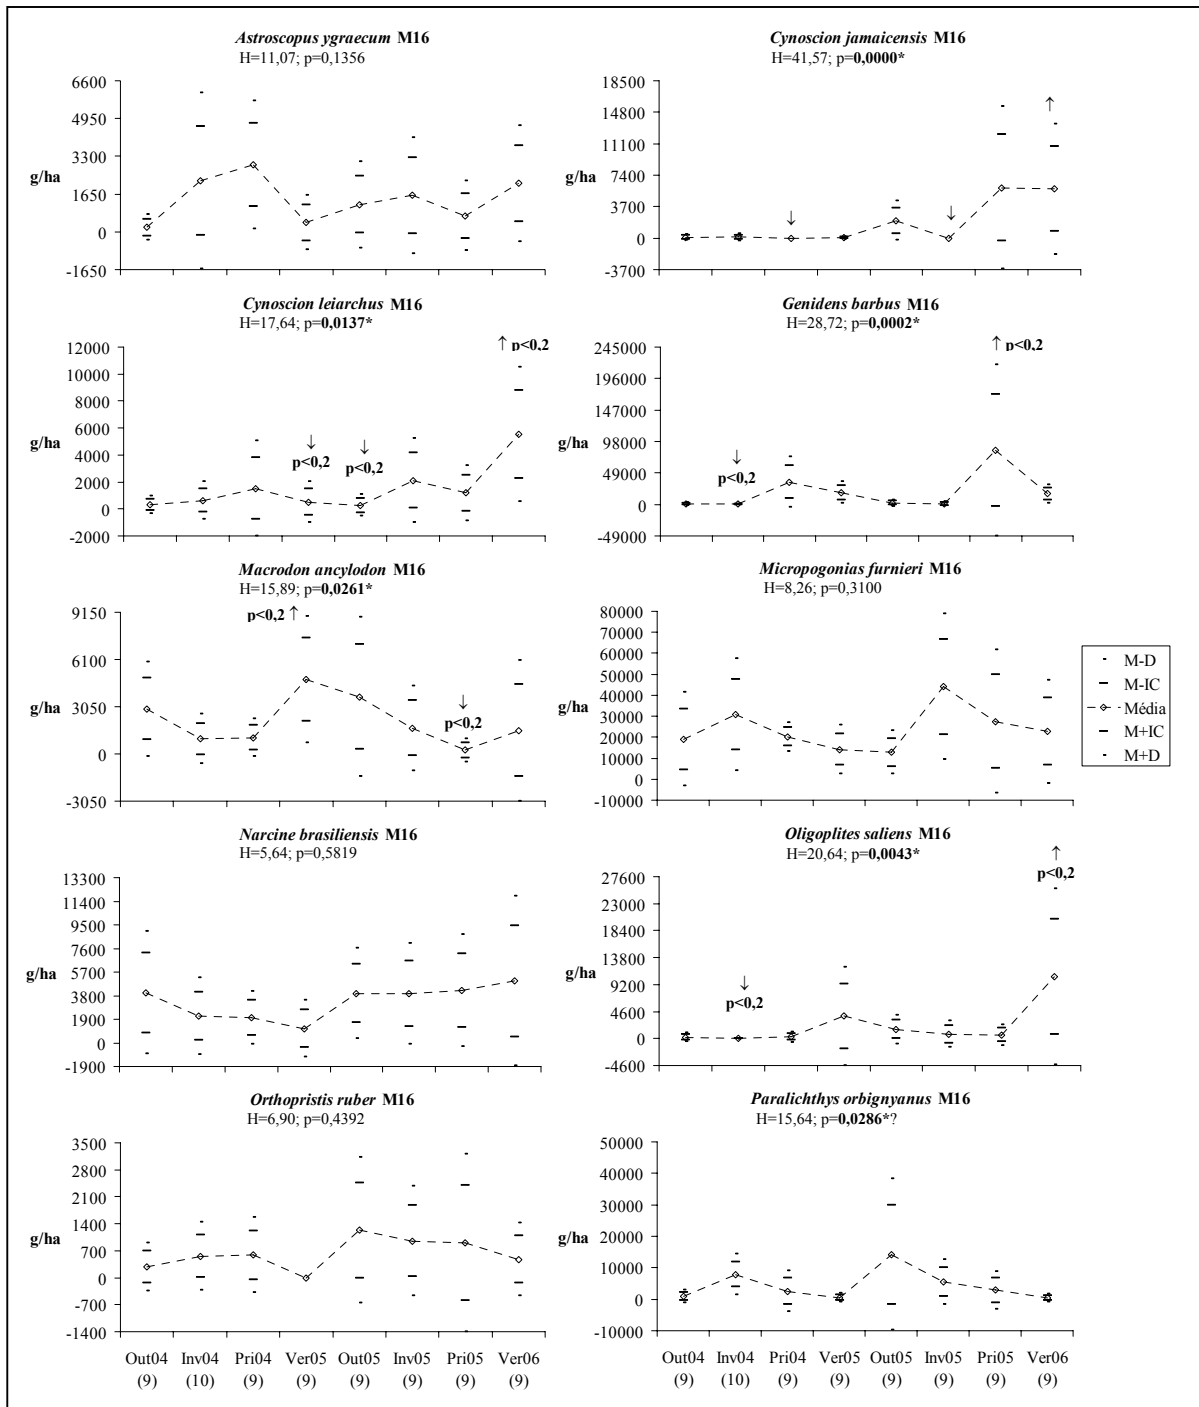 Astroscopus ygraecum M16
H=11,07; p=0,1356
6600
4950
3300
g/ha
1650
0
-1650
Cynoscion jamaicensis M16
H=41,57; p=0,0000*
18500
↑
14800
11100
g/ha
7400
↓ ↓
3700
0
-3700
Cynoscion leiarchus M16
H=17,64; p=0,0137*
12000
↑ p<0,2
10000
8000
6000
g/ha
↓ ↓
4000
p<0,2 p<0,2
2000
0
-2000
Genidens barbus M16
H=28,72; p=0,0002*
245000
↑ p<0,2
196000
147000
g/ha
98000
↓
49000
p<0,2
0
-49000
Macrodon ancylodon M16
H=15,89; p=0,0261*
9150
p<0,2 ↑
6100
g/ha
3050
↓
p<0,2
0
-3050
Micropogonias furnieri M16
H=8,26; p=0,3100
80000
70000
60000
50000
g/ha
40000
30000
20000
10000
0
-10000
M-D
M-IC
Média
M+IC
M+D
Narcine brasiliensis M16
H=5,64; p=0,5819
13300
11400
9500
7600
g/ha
5700
3800
1900
0
-1900
Oligoplites saliens M16
H=20,64; p=0,0043*
↑
p<0,2
27600
23000
18400
13800
g/ha
9200
↓
p<0,2
4600
0
-4600
Orthopristis ruber M16
H=6,90; p=0,4392
3500
2800
2100
1400
g/ha
700
0
-700
-1400
Out04 Inv04 Pri04 Ver05 Out05 Inv05 Pri05 Ver06
(9) (10) (9) (9) (9) (9) (9) (9)
Paralichthys orbignyanus M16
H=15,64; p=0,0286*?
50000
40000
30000
g/ha
20000
10000
0
-10000
Out04 Inv04 Pri04 Ver05 Out05 Inv05 Pri05 Ver06
(9) (10) (9) (9) (9) (9) (9) (9)